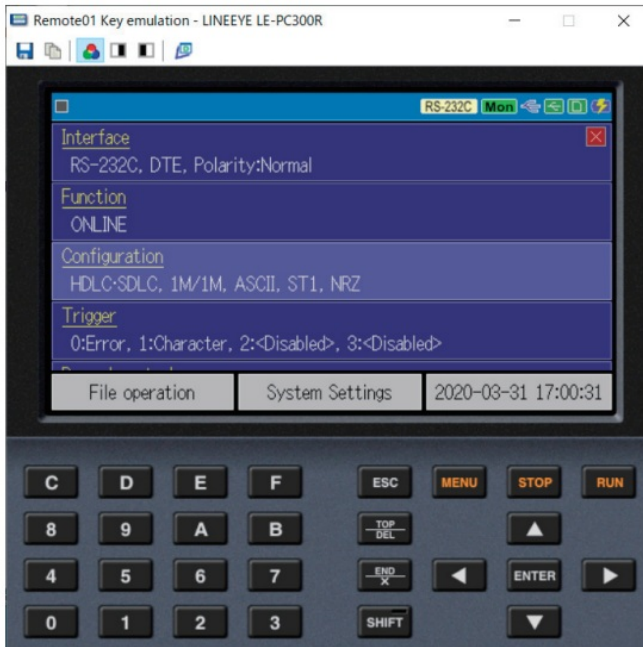 Remote01 Key emulation - LINEEYE LE-PC300R
RS-232C Mon
Interface
RS-232C, DTE, Polarity:Normal
Function
ONLINE
Configuration
HDLC·SDLC, 1M/1M, ASCII, ST1, NRZ
Trigger
0:Error, 1:Character, 2:<Disabled>, 3:<Disabled>
File operation System Settings 2020-03-31 17:00:31
C D E F ESC MENU STOP RUN
8 9 A B TOP DEL
4 5 6 7 END X ENTER
0 1 2 3 SHIFT